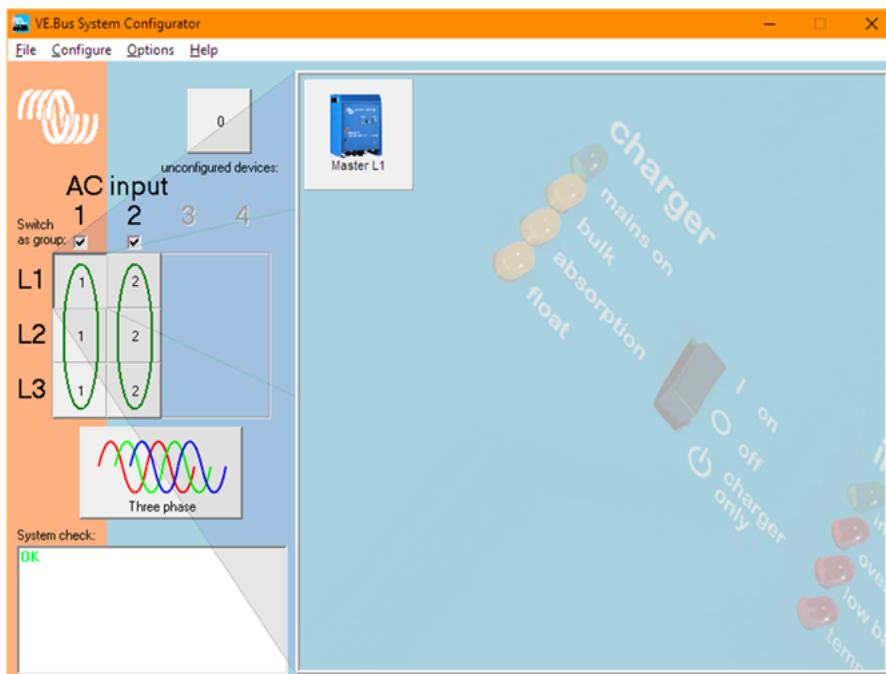 VE.Bus System Configurator
File Configure Options Help
0
unconfigured devices:
AC input
Switch
as group:
1 2 3 4
L1 1 2
L2 1 2
L3 1 2
Three phase
System check:
OK
Master L1
charger
mains on
bulk
absorption
float
on
off
charger
only
low